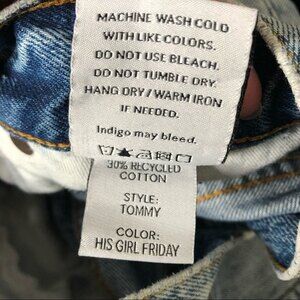 MACHINE WASH COLD
WITH LIKE COLORS.
DO NOT USE BLEACH.
DO NOT TUMBLE DRY.
HANG DRY / WARM IRON
IF NEEDED.
Indigo may bleed.
30% RECYCLED
COTTON
STYLE:
TOMMY
COLOR:
HIS GIRL FRIDAY